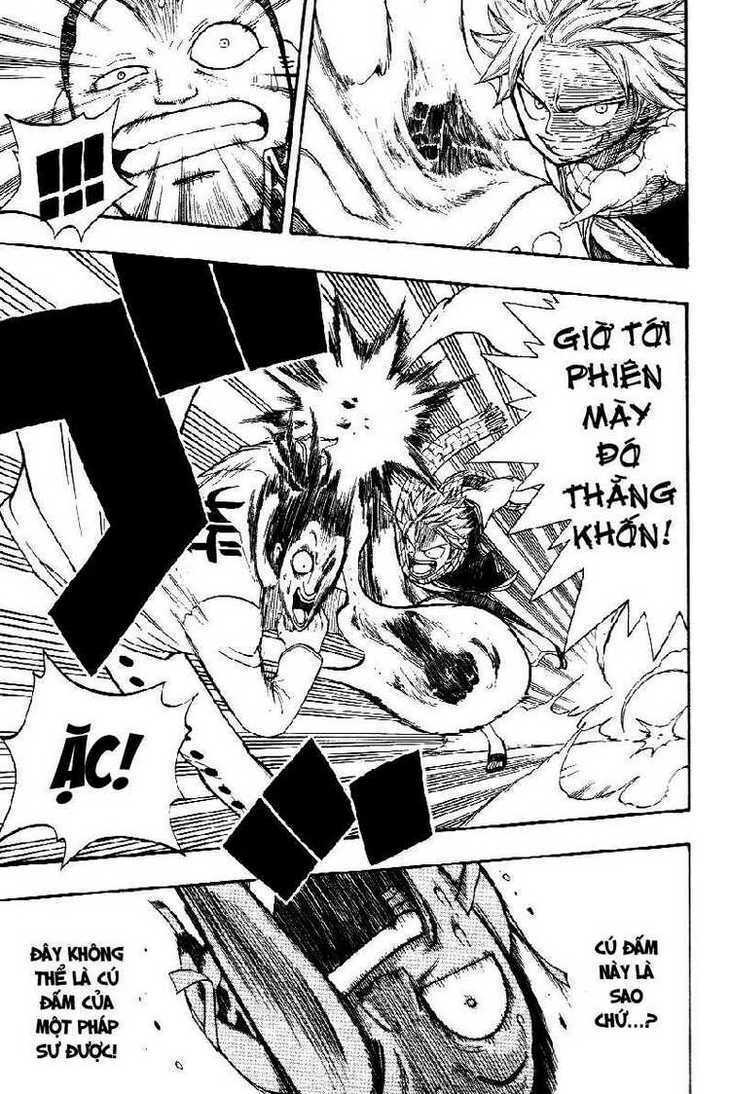 !!!
GIỜ TỚI
PHIÊN
MÀY
ĐÓ
THẰNG
KHỐN!
ẶC!
CÚ ĐẤM
NÀY LÀ
SAO
CHỨ...?
ĐÂY KHÔNG
THỂ LÀ CÚ
ĐẤM CỦA
MỘT PHÁP
SƯ ĐƯỢC!